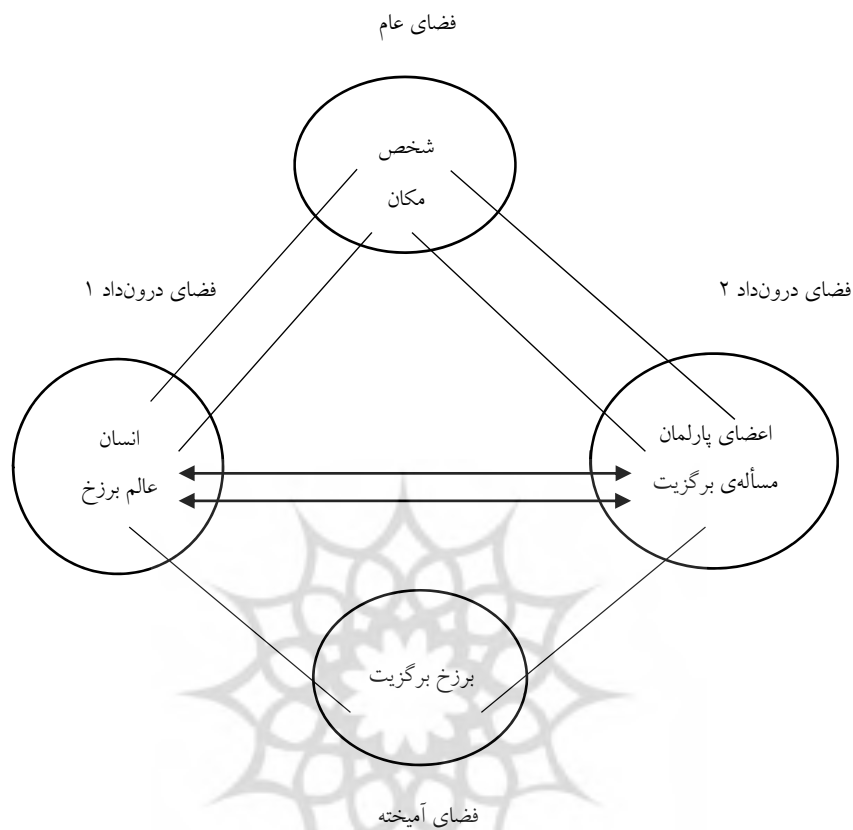 فضای عام
شخص
مکان
فضای درون‌داد ۲
فضای درون‌داد ۱
اعضای پارلمان
مسأله‌ی برگزیت
انسان
عالم برزخ
برزخ برگزیت
فضای آمیخته